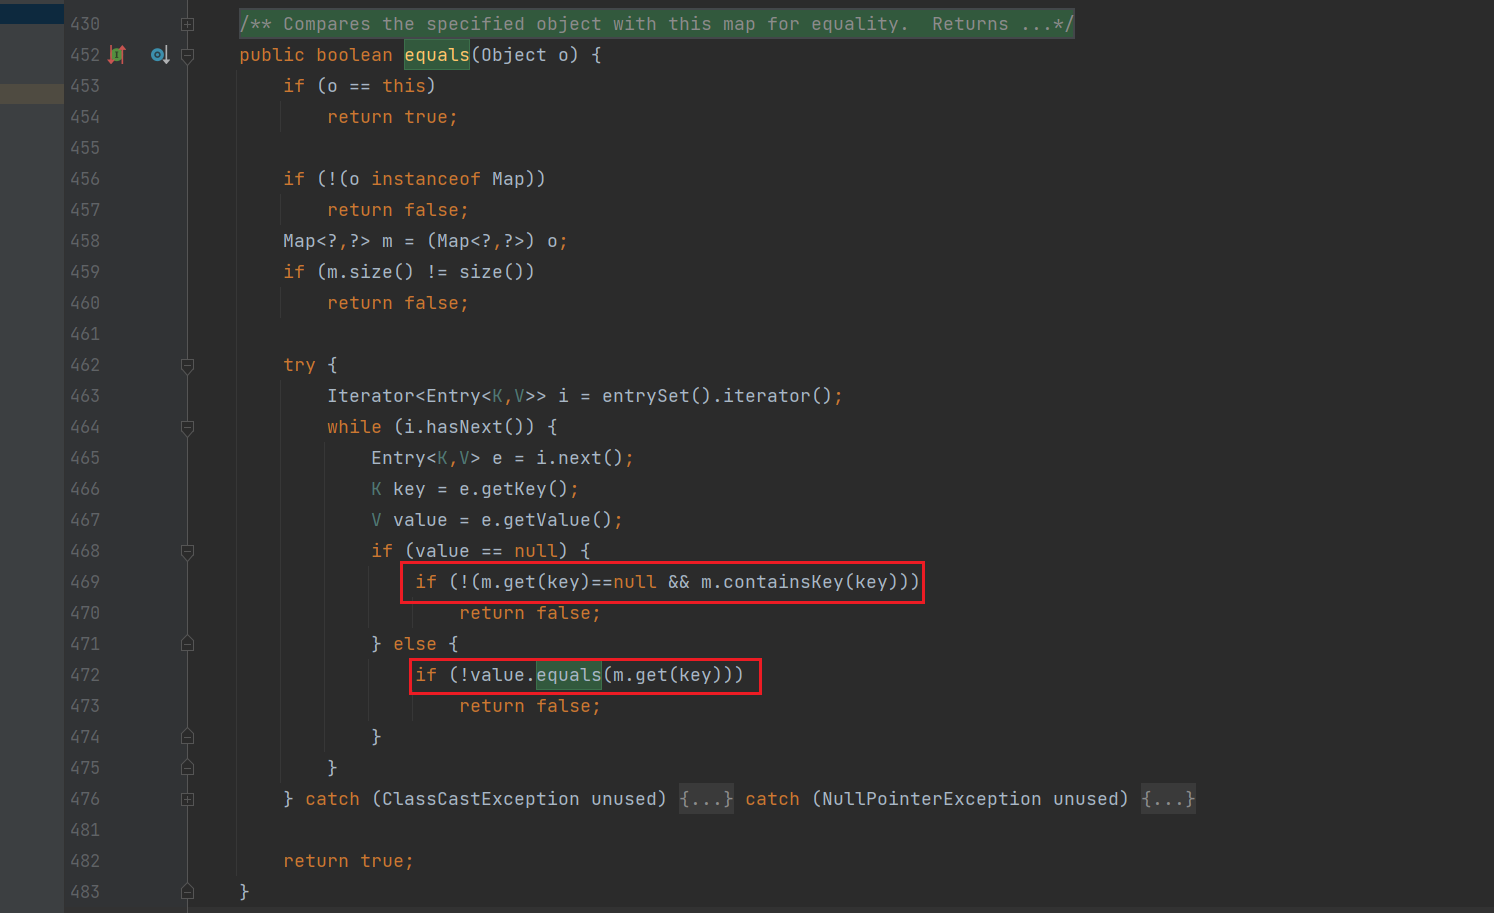 430 /** Compares the specified object with this map for equality.  Returns ...*/
452 public boolean equals(Object o) {
453 if (o == this)
454 return true;
455
456 if (!(o instanceof Map))
457 return false;
458 Map<?,?> m = (Map<?,?>) o;
459 if (m.size() != size())
460 return false;
461
462 try {
463 Iterator<Entry<K,V>> i = entrySet().iterator();
464 while (i.hasNext()) {
465 Entry<K,V> e = i.next();
466 K key = e.getKey();
467 V value = e.getValue();
468 if (value == null) {
469 if (!(m.get(key)==null && m.containsKey(key)))
470 return false;
471 } else {
472 if (!value.equals(m.get(key)))
473 return false;
474 }
475 }
476 } catch (ClassCastException unused) {...} catch (NullPointerException unused) {...}
481
482 return true;
483 }